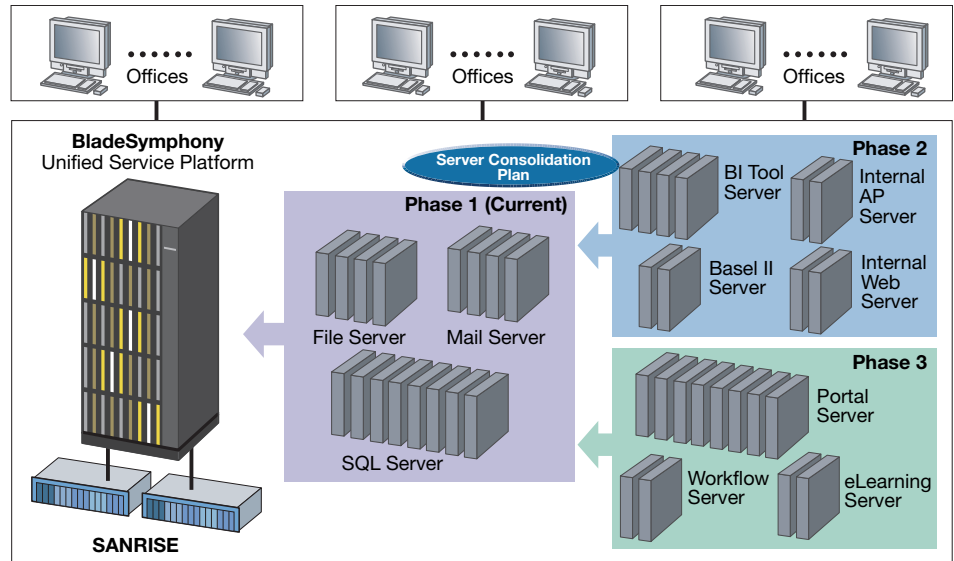 Offices
Offices
Offices
BladeSymphony
Unified Service Platform
Server Consolidation
Plan
Phase 1 (Current)
File Server
Mail Server
SQL Server
Phase 2
BI Tool
Server
Internal
AP
Server
Basel II
Server
Internal
Web
Server
Phase 3
Portal
Server
Workflow
Server
eLearning
Server
SANRISE